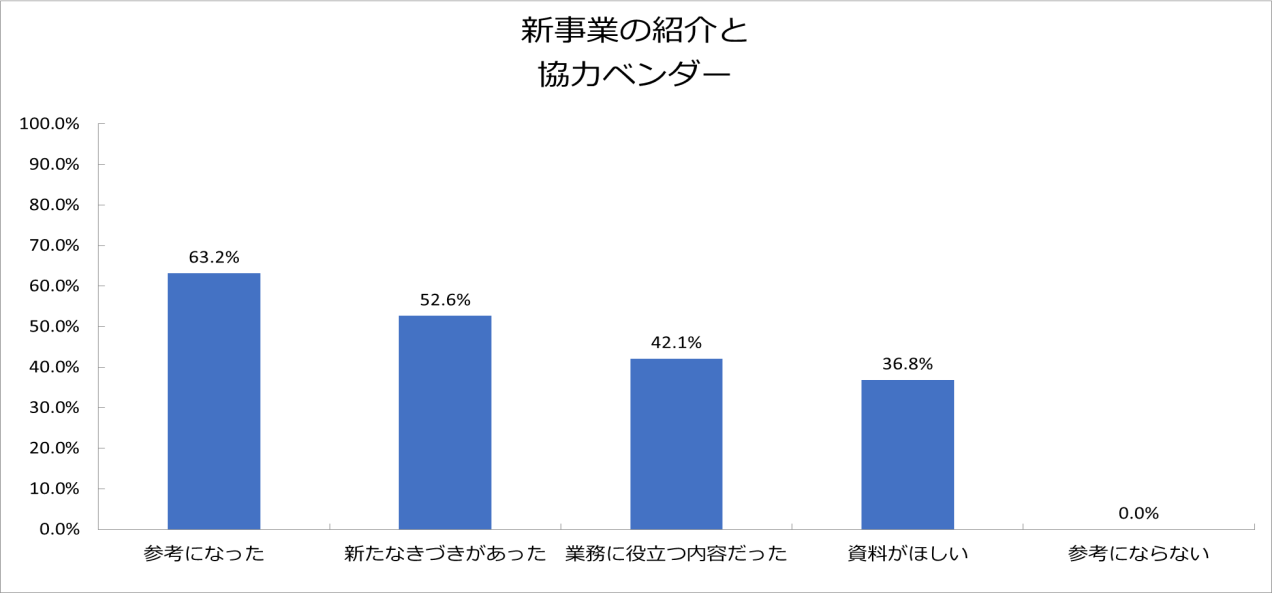 新事業の紹介と
協力ベンダー
100.0%
90.0%
80.0%
70.0%
60.0%
50.0%
40.0%
30.0%
20.0%
10.0%
0.0%
63.2%
52.6%
42.1%
36.8%
0.0%
参考になった
新たなきづきがあった
業務に役立つ内容だった
資料がほしい
参考にならない